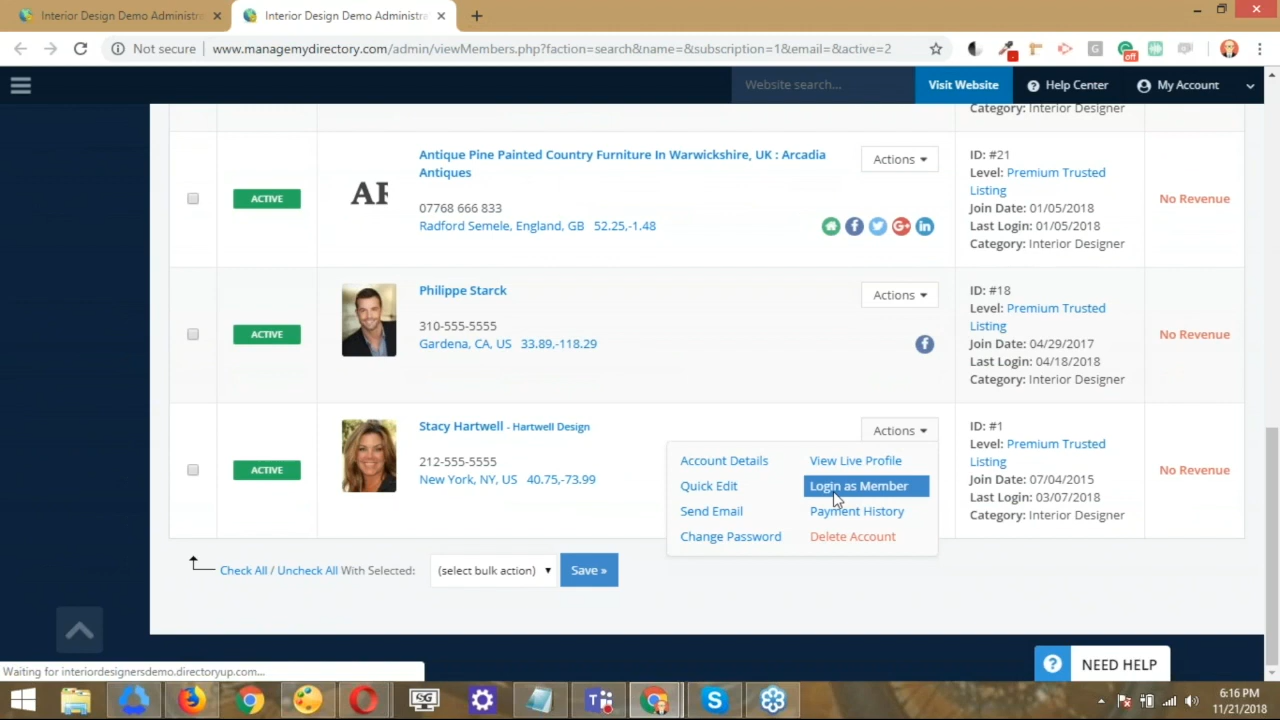 Interior Design Demo Administra
Interior Design Demo Administra
Not secure | www.managemydirectory.com/admin/viewMembers.php?faction=search&name=&subscription=1&email=&active=2
off
Website search...
Visit Website
Help Center
My Account
Category: Interior Designer
ACTIVE
AR
Antique Pine Painted Country Furniture In Warwickshire, UK : Arcadia
Antiques
07768 666 833
Radford Semele, England, GB 52.25,-1.48
Actions
ID: #21
Level: Premium Trusted
Listing
Join Date: 01/05/2018
Last Login: 01/05/2018
Category: Interior Designer
No Revenue
ACTIVE
Philippe Starck
310-555-5555
Gardena, CA, US 33.89,-118.29
Actions
ID: #18
Level: Premium Trusted
Listing
Join Date: 04/29/2017
Last Login: 04/18/2018
Category: Interior Designer
No Revenue
ACTIVE
Stacy Hartwell - Hartwell Design
212-555-5555
New York, NY, US 40.75,-73.99
Actions
Account Details
View Live Profile
Quick Edit
Login as Member
Send Email
Payment History
Change Password
Delete Account
ID: #1
Level: Premium Trusted
Listing
Join Date: 07/04/2015
Last Login: 03/07/2018
Category: Interior Designer
No Revenue
Check All / Uncheck All With Selected:
(select bulk action)
Save »
NEED HELP
Waiting for interiordesignersdemo.directoryup.com...
SG
6:16 PM
11/21/2018